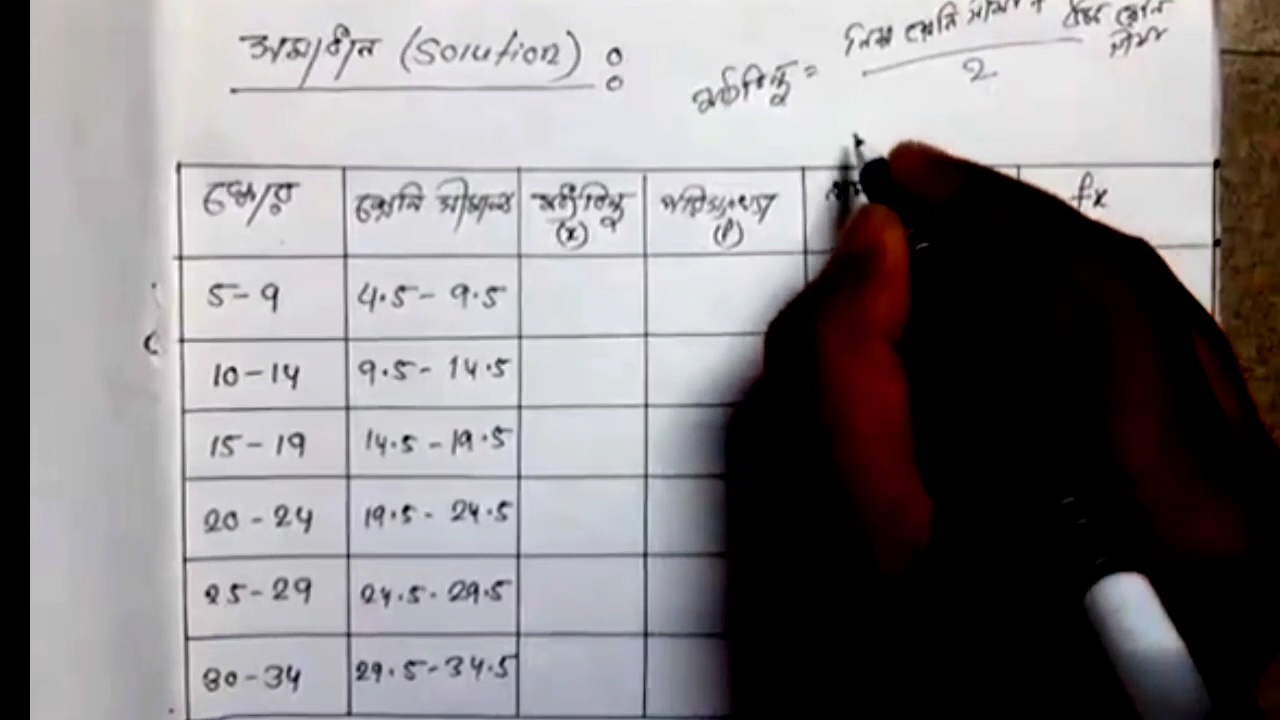 সমাধান (Solution) :
মধ্যবিন্দু = নিম্ন শ্রেনি সীমা + উচ্চ শ্রেনি সীমা
2
স্কোর শ্রেনি সীমানা মধ্যবিন্দু (x) পরিসংখ্যা (f) fx
5-9 4.5-9.5
10-14 9.5-14.5
15-19 14.5-19.5
20-24 19.5-24.5
25-29 24.5-29.5
30-34 29.5-34.5